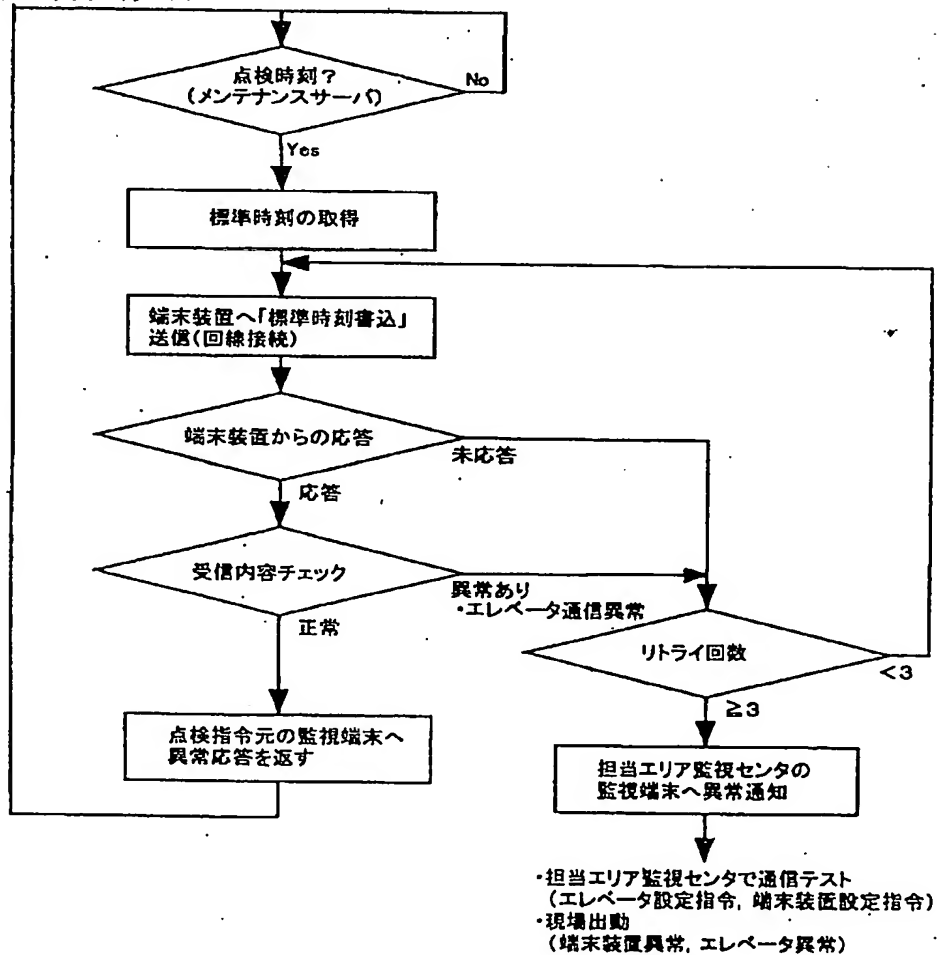 点検時刻？
(メンテナンスサーバ)
No
Yes
標準時刻の取得
端末装置へ「標準時刻書込」
送信(回線接続)
端末装置からの応答
未応答
応答
受信内容チェック
異常あり
・エレベータ通信異常
正常
リトライ回数
<3
≧3
点検指令元の監視端末へ
異常応答を返す
担当エリア監視センタの
監視端末へ異常通知
・担当エリア監視センタで通信テスト
(エレベータ設定指令, 端末装置設定指令)
・現場出動
(端末装置異常, エレベータ異常)